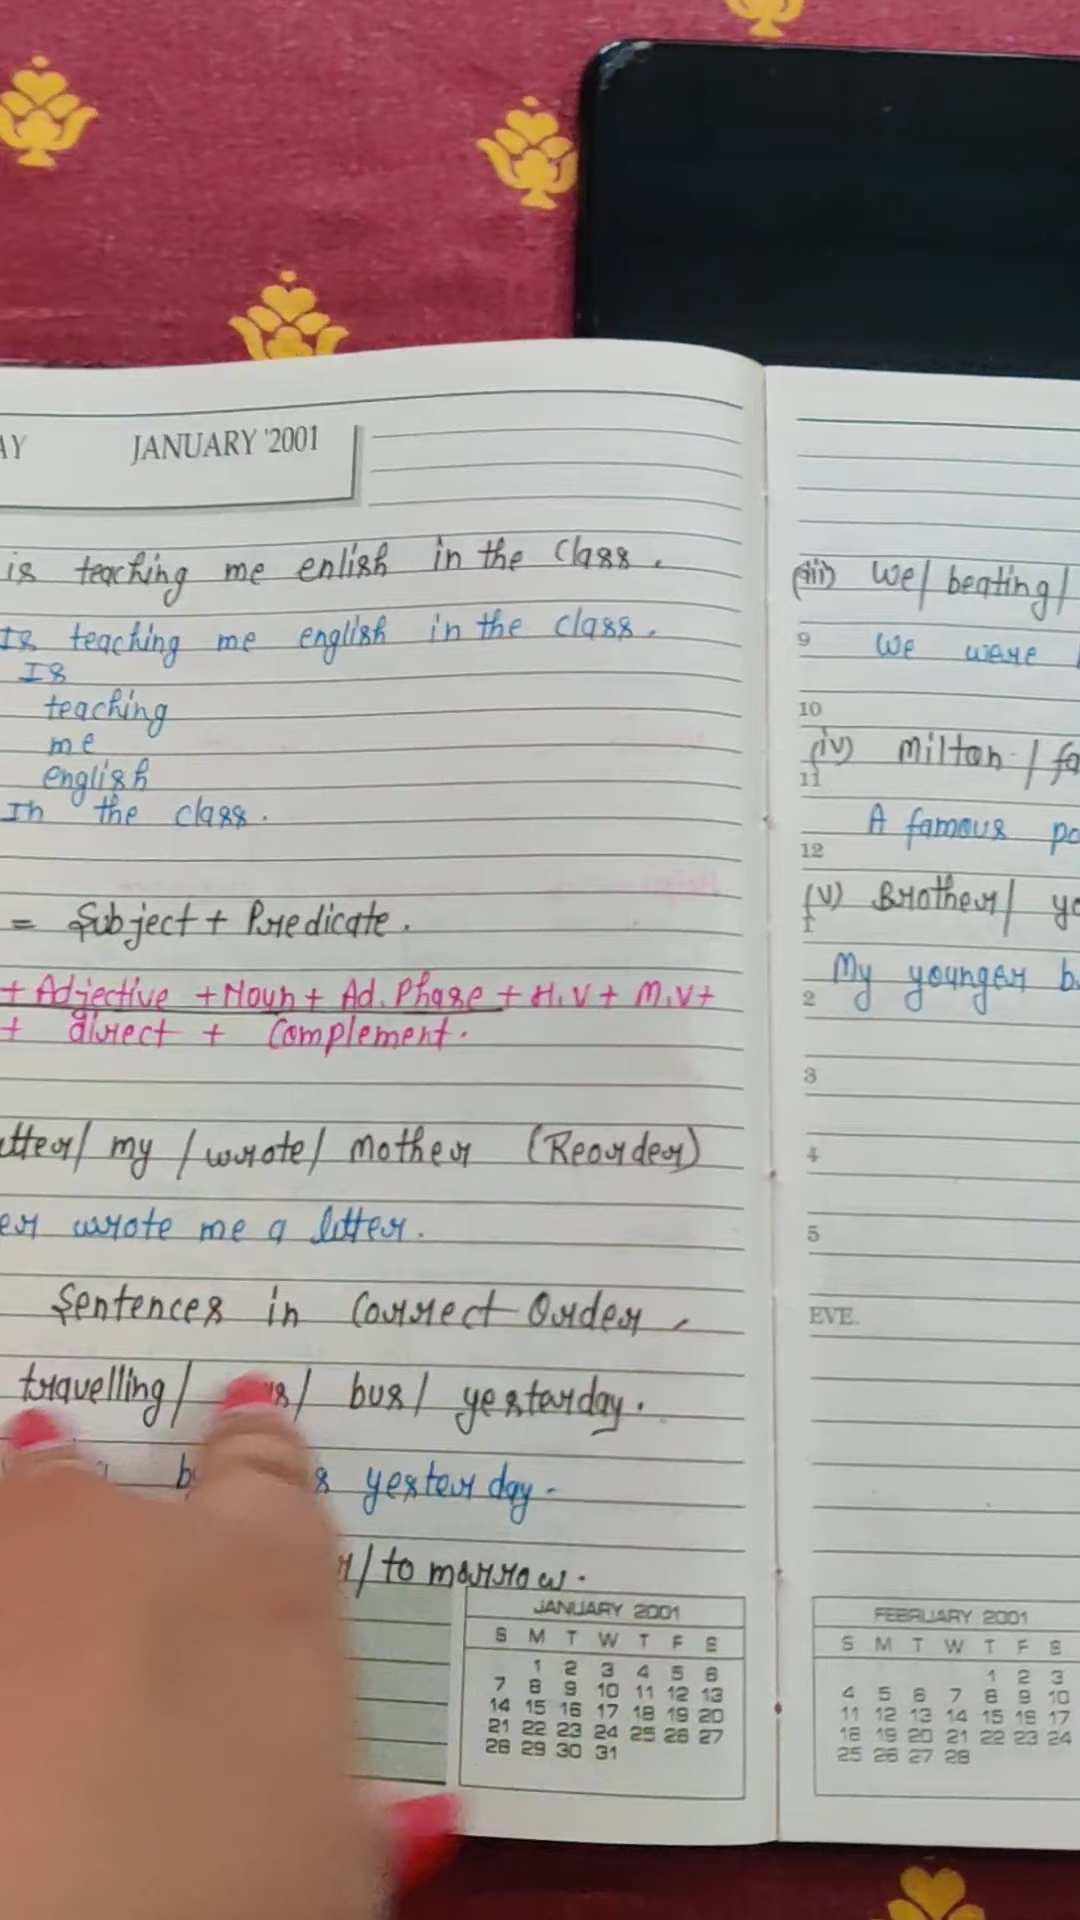 AY JANUARY '2001
is teaching me enlish in the class.
Is teaching me english in the class.
Is
teaching
me
english
In the class.
= Subject + Predicate.
+ Adjective + Noun + Ad. Phase + H.V + M.V +
+ direct + Complement.
my / wrote / mother (Reorder)
wrote me a letter.
Sentences in Correct Order
travelling / bus / yesterday.
yesterday.
/ tomorrow.
JANUARY 2001
S M T W T F S
1 2 3 4 5 6
7 8 9 10 11 12 13
14 15 16 17 18 19 20
21 22 23 24 25 26 27
28 29 30 31
(iii) We / beating /
9 We were
10
(iv) milton / fa
11
A famous po
12
(v) Brother / yo
1
My younger b
2
3
4
5
EVE.
FEBRUARY 2001
S M T W T F S
1 2 3
4 5 6 7 8 9 10
11 12 13 14 15 16 17
18 19 20 21 22 23 24
25 26 27 28